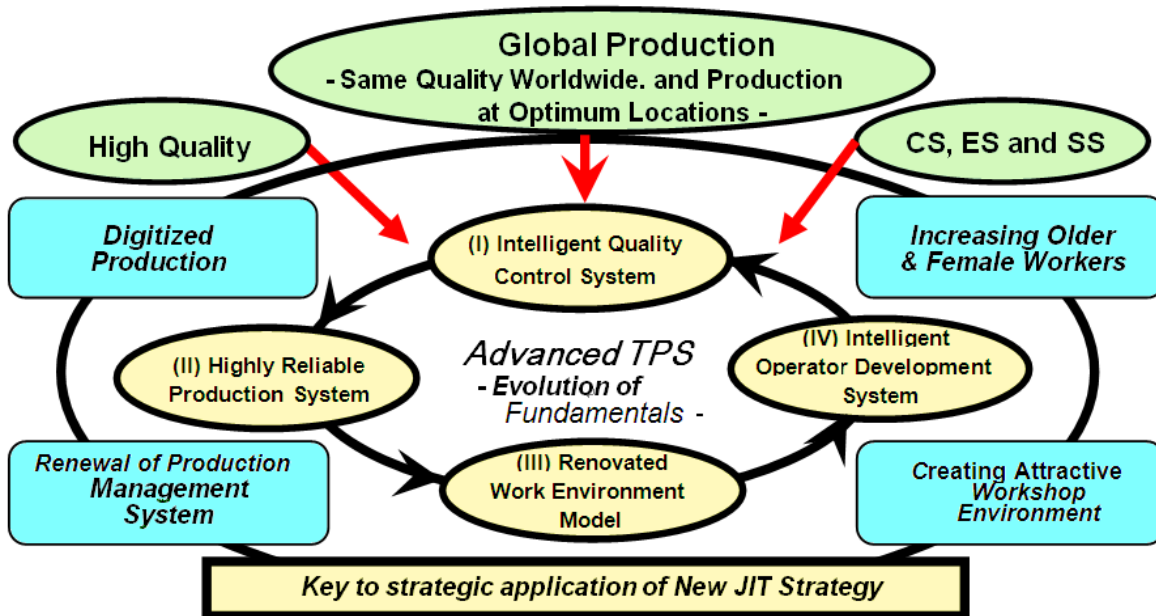 Global Production
- Same Quality Worldwide. and Production
at Optimum Locations -
High Quality
CS, ES and SS
Digitized
Production
(I) Intelligent Quality
Control System
Increasing Older
& Female Workers
(II) Highly Reliable
Production System
Advanced TPS
- Evolution of
Fundamentals -
(IV) Intelligent
Operator Development
System
Renewal of Production
Management
System
(III) Renovated
Work Environment
Model
Creating Attractive
Workshop
Environment
Key to strategic application of New JIT Strategy